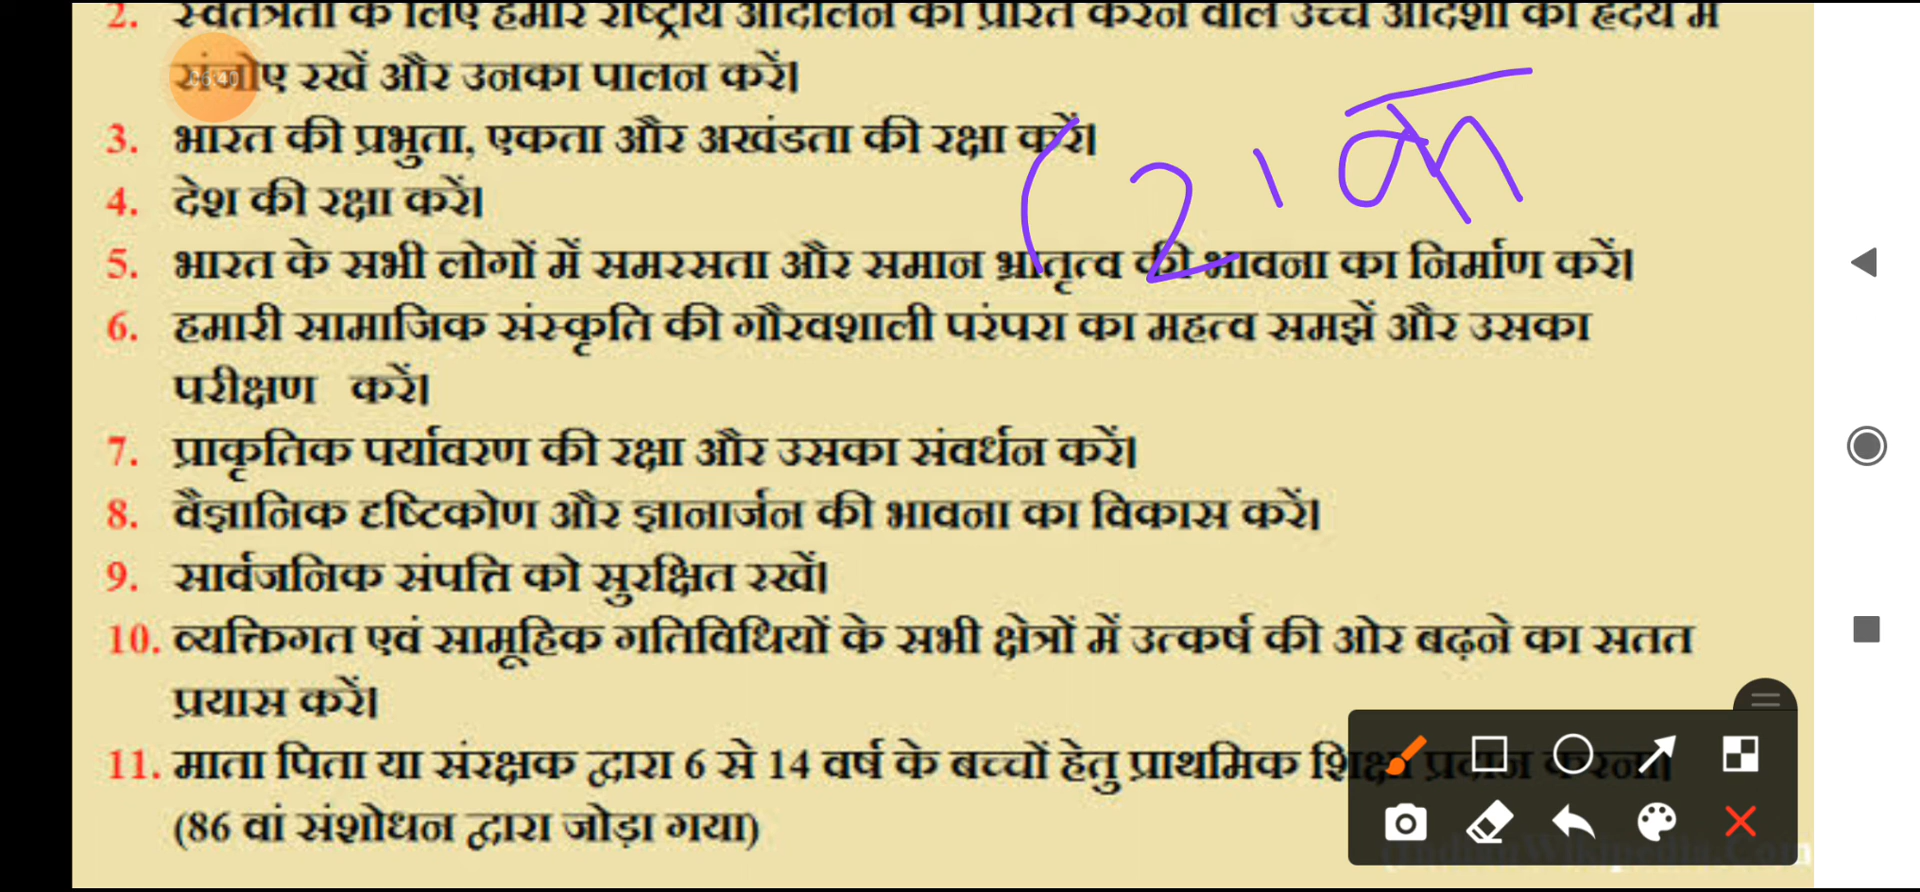 2. स्वतंत्रता के लिए हमारे राष्ट्रीय आंदोलन को प्रेरित करने वाले उच्च आदर्शों को हृदय में
संजोए रखें और उनका पालन करें।
3. भारत की प्रभुता, एकता और अखंडता की रक्षा करें।
4. देश की रक्षा करें।
5. भारत के सभी लोगों में समरसता और समान भ्रातृत्व की भावना का निर्माण करें।
6. हमारी सामाजिक संस्कृति की गौरवशाली परंपरा का महत्व समझें और उसका
परीक्षण करें।
7. प्राकृतिक पर्यावरण की रक्षा और उसका संवर्धन करें।
8. वैज्ञानिक दृष्टिकोण और ज्ञानार्जन की भावना का विकास करें।
9. सार्वजनिक संपत्ति को सुरक्षित रखें।
10. व्यक्तिगत एवं सामूहिक गतिविधियों के सभी क्षेत्रों में उत्कर्ष की ओर बढ़ने का सतत
प्रयास करें।
11. माता पिता या संरक्षक द्वारा 6 से 14 वर्ष के बच्चों हेतु प्राथमिक शिक्षा प्रदान करना।
(86 वां संशोधन द्वारा जोड़ा गया)